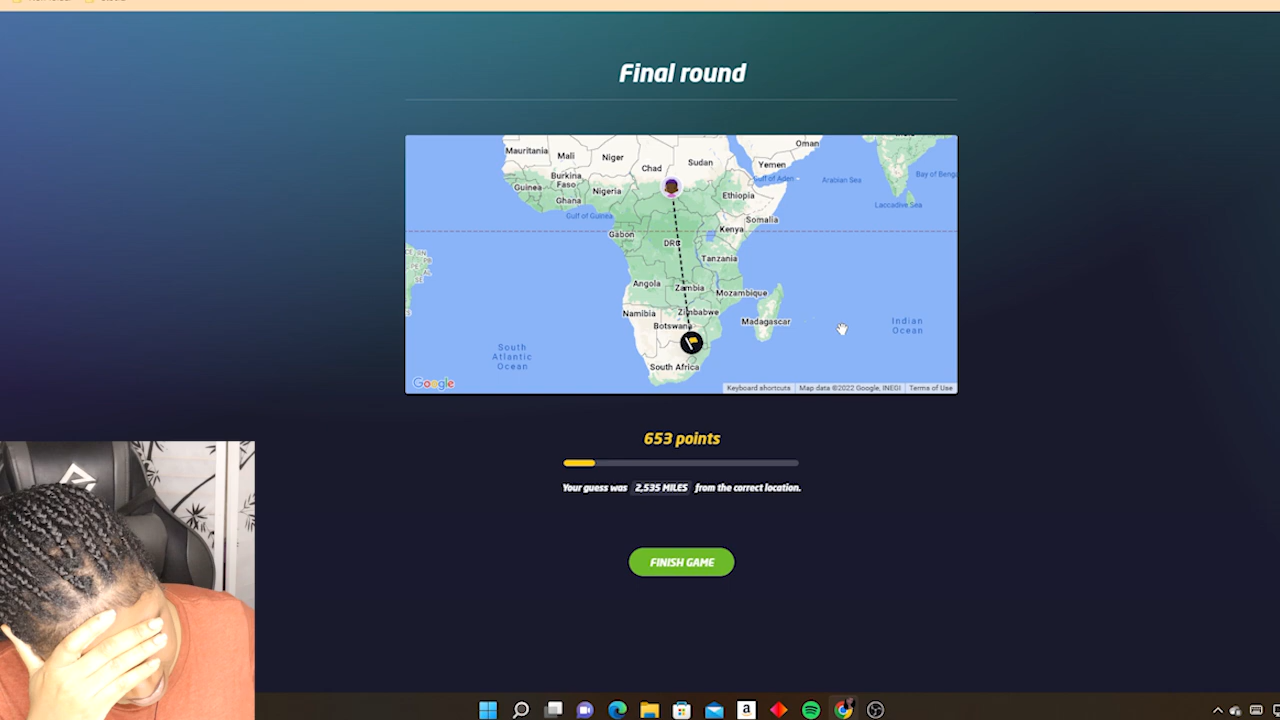 Final round
Oman
Mauritania
Mali
Niger
Chad
Sudan
Yemen
Gulf of Aden
Arabian Sea
Bay of Beng
Burkina
Faso
Guinea
Nigeria
Ethiopia
Ghana
Laccadive Sea
Gulf of Guinea
Somalia
Kenya
Gabon
DRC
Tanzania
Angola
Zambia
Mozambique
Namibia
Zimbabwe
Botswana
Madagascar
Indian
Ocean
South
Atlantic
Ocean
South Africa
Google
Keyboard shortcuts
Map data ©2022 Google, INEGI
Terms of Use
653 points
Your guess was 2,535 MILES from the correct location.
FINISH GAME
a